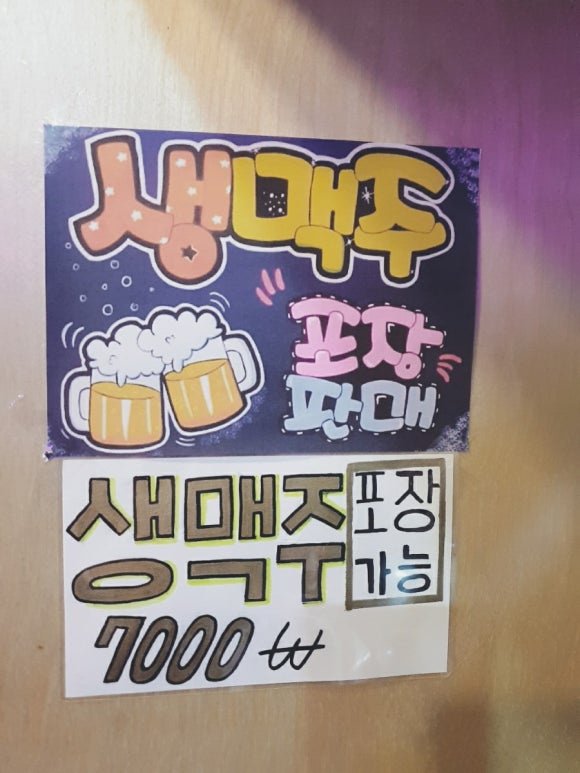 생맥주
포장
판매
생맥주
포장
가능
7000 ₩